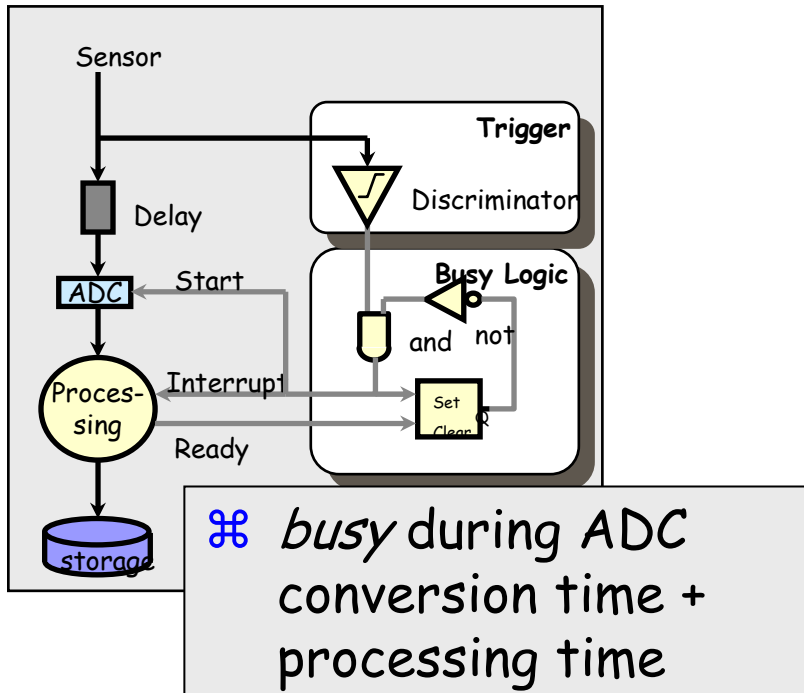 Sensor
Trigger
Discriminator
Delay
Busy Logic
ADC
Start
and
not
Interrupt
Proces-
sing
Set
Clear
Q
Ready
storage
⌘ busy during ADC
conversion time +
processing time